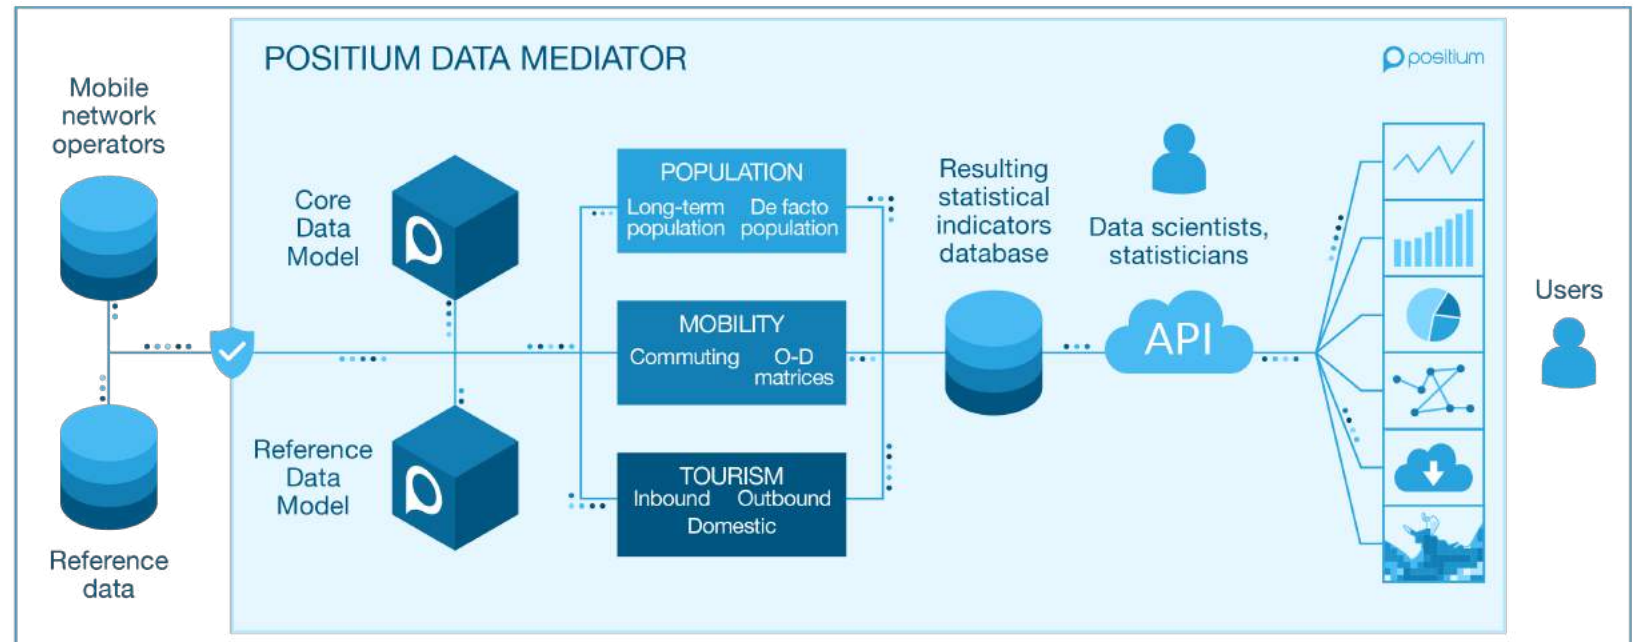 POSITIUM DATA MEDIATOR
positium
Mobile
network
operators
Reference
data
Core
Data
Model
Reference
Data
Model
POPULATION
Long-term
population
De facto
population
MOBILITY
Commuting
O-D
matrices
TOURISM
Inbound
Outbound
Domestic
Resulting
statistical
indicators
database
Data scientists,
statisticians
API
Users